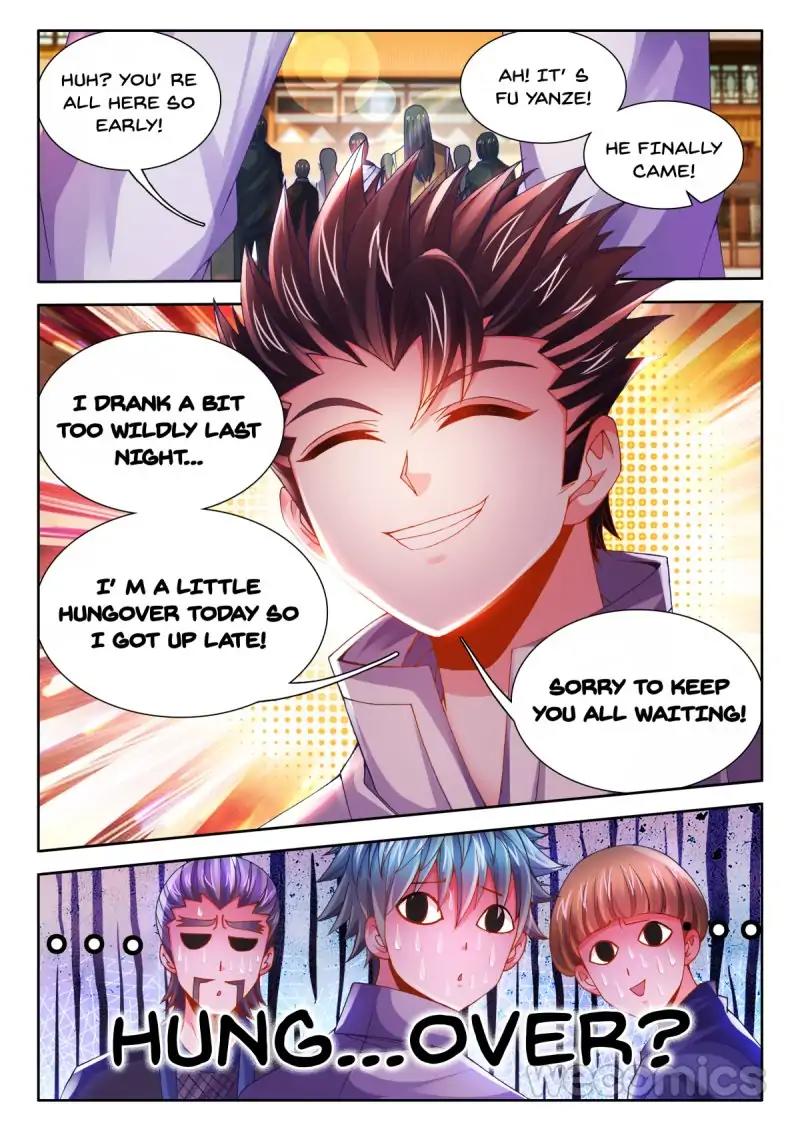 HUH? YOU'RE
ALL HERE SO
EARLY!
AH! IT'S
FU YANZE!
HE FINALLY
CAME!
I DRANK A BIT
TOO WILDLY LAST
NIGHT...
I'M A LITTLE
HUNGOVER TODAY SO
I GOT UP LATE!
SORRY TO KEEP
YOU ALL WAITING!
HUNG...OVER?
wecomics